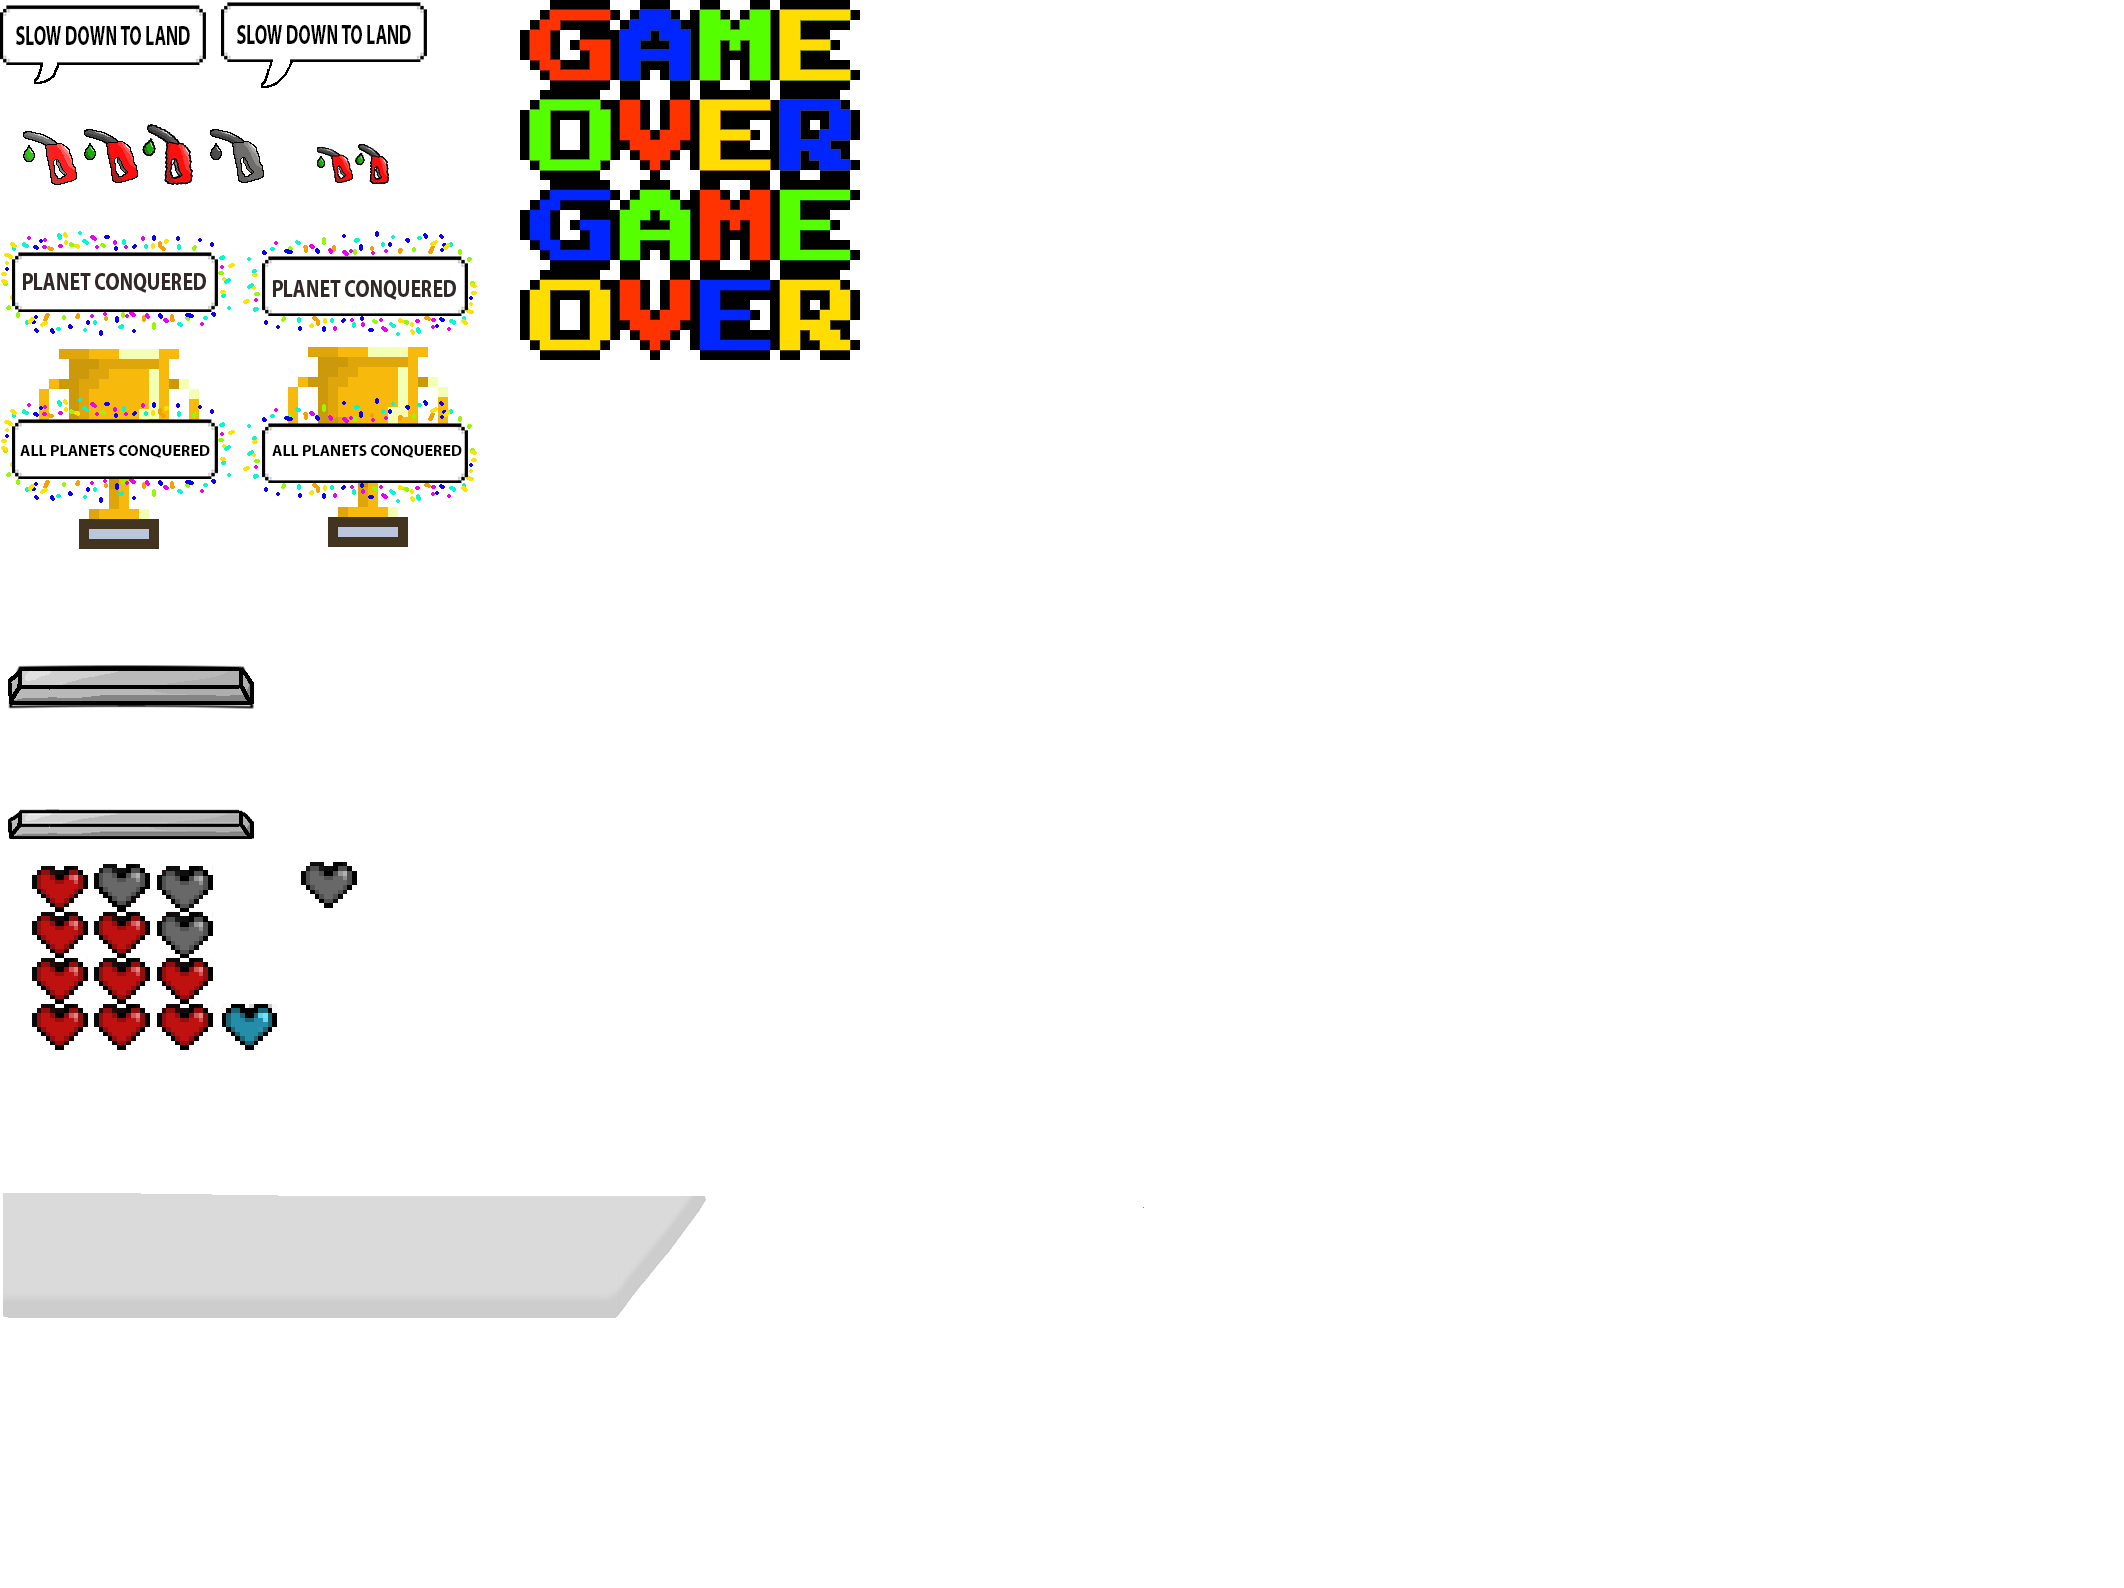 SLOW DOWN TO LAND
SLOW DOWN TO LAND
GAME
OVER
GAME
OVER
PLANET CONQUERED
PLANET CONQUERED
ALL PLANETS CONQUERED
ALL PLANETS CONQUERED